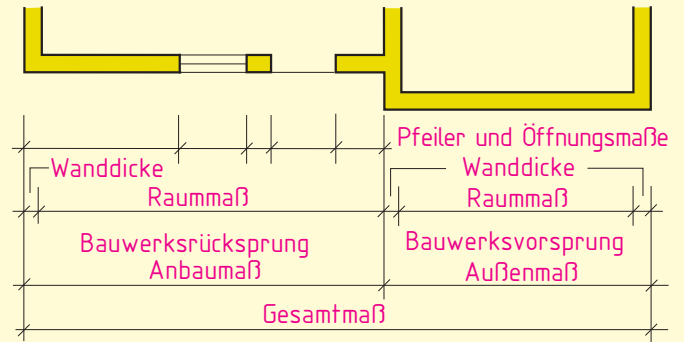 Pfeiler und Öffnungsmaße
Wanddicke
Wanddicke
Raummaß
Raummaß
Bauwerksrücksprung
Anbaumaß
Bauwerksvorsprung
Außenmaß
Gesamtmaß